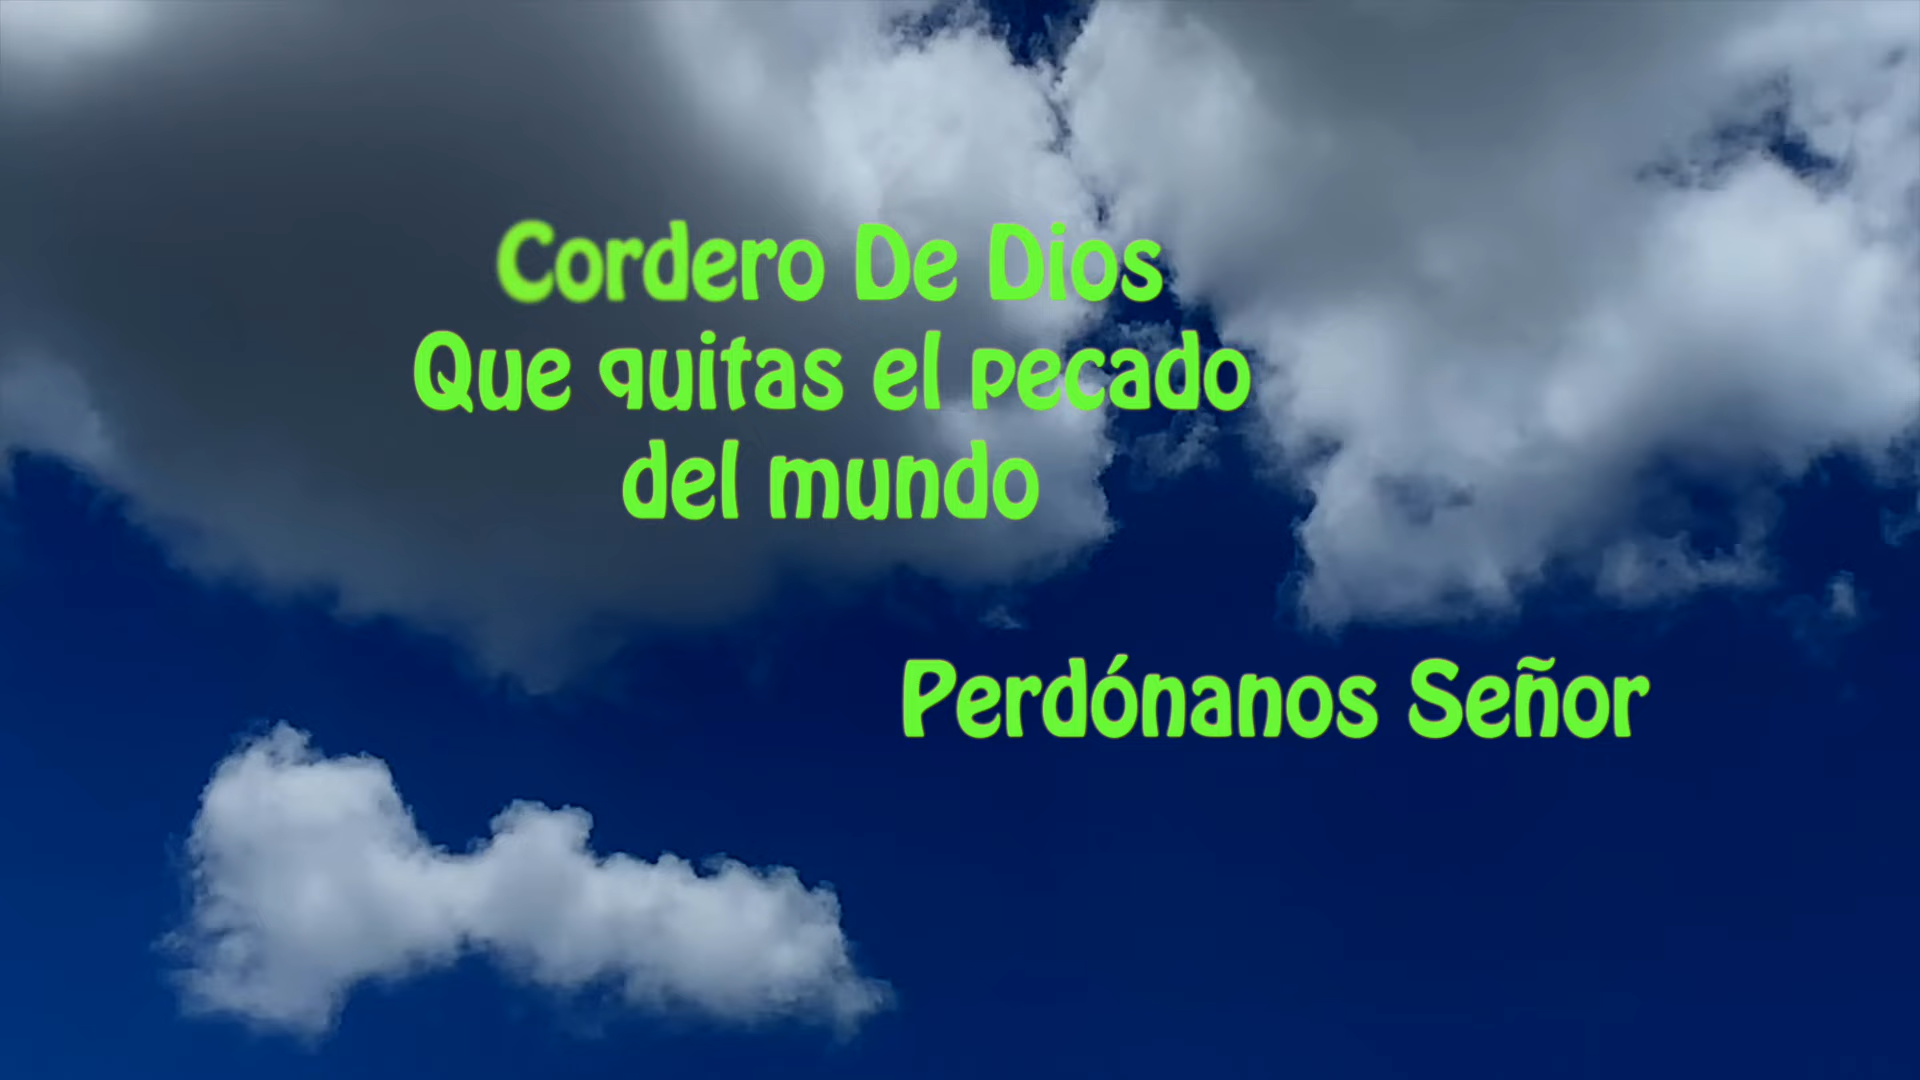 Cordero De Dios
Que quitas el pecado
del mundo
Perdónanos Señor